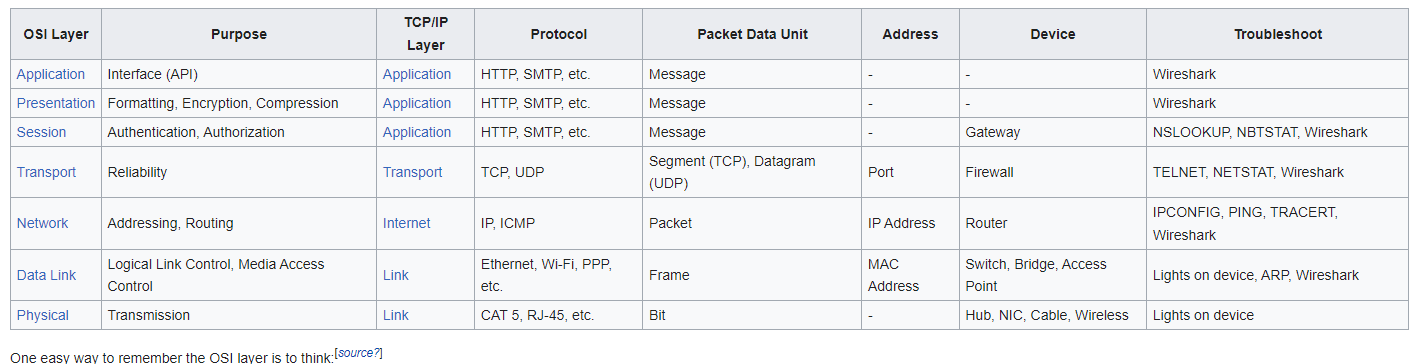 OSI Layer Purpose TCP/IP Layer Protocol Packet Data Unit Address Device Troubleshoot
Application Interface (API) Application HTTP, SMTP, etc. Message - - Wireshark
Presentation Formatting, Encryption, Compression Application HTTP, SMTP, etc. Message - - Wireshark
Session Authentication, Authorization Application HTTP, SMTP, etc. Message - Gateway NSLOOKUP, NBTSTAT, Wireshark
Transport Reliability Transport TCP, UDP Segment (TCP), Datagram (UDP) Port Firewall TELNET, NETSTAT, Wireshark
Network Addressing, Routing Internet IP, ICMP Packet IP Address Router IPCONFIG, PING, TRACERT, Wireshark
Data Link Logical Link Control, Media Access Control Link Ethernet, Wi-Fi, PPP, etc. Frame MAC Address Switch, Bridge, Access Point Lights on device, ARP, Wireshark
Physical Transmission Link CAT 5, RJ-45, etc. Bit - Hub, NIC, Cable, Wireless Lights on device
One easy way to remember the OSI layer is to think:[source?]